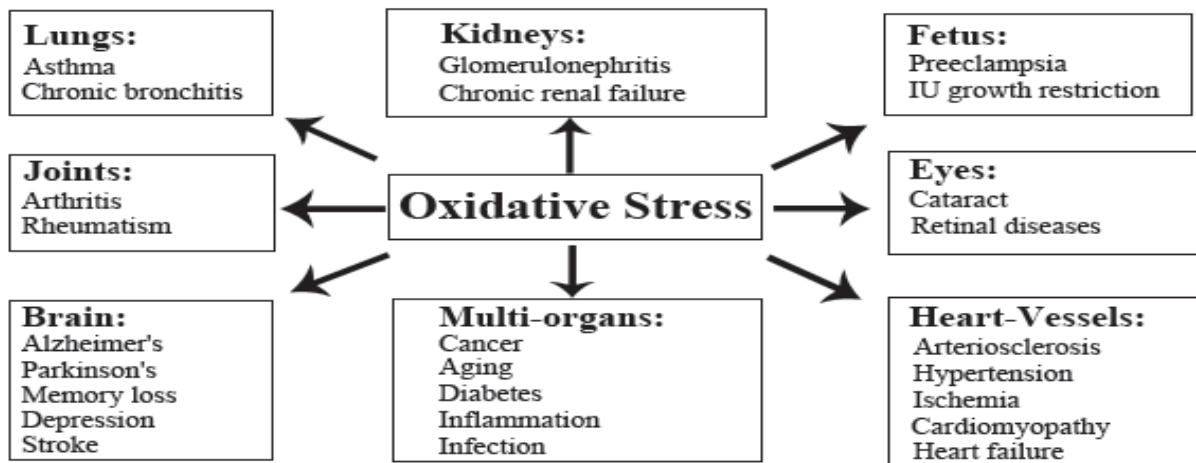 Lungs:
Asthma
Chronic bronchitis
Kidneys:
Glomerulonephritis
Chronic renal failure
Fetus:
Preeclampsia
IU growth restriction
Joints:
Arthritis
Rheumatism
Oxidative Stress
Eyes:
Cataract
Retinal diseases
Brain:
Alzheimer's
Parkinson's
Memory loss
Depression
Stroke
Multi-organs:
Cancer
Aging
Diabetes
Inflammation
Infection
Heart-Vessels:
Arteriosclerosis
Hypertension
Ischemia
Cardiomyopathy
Heart failure